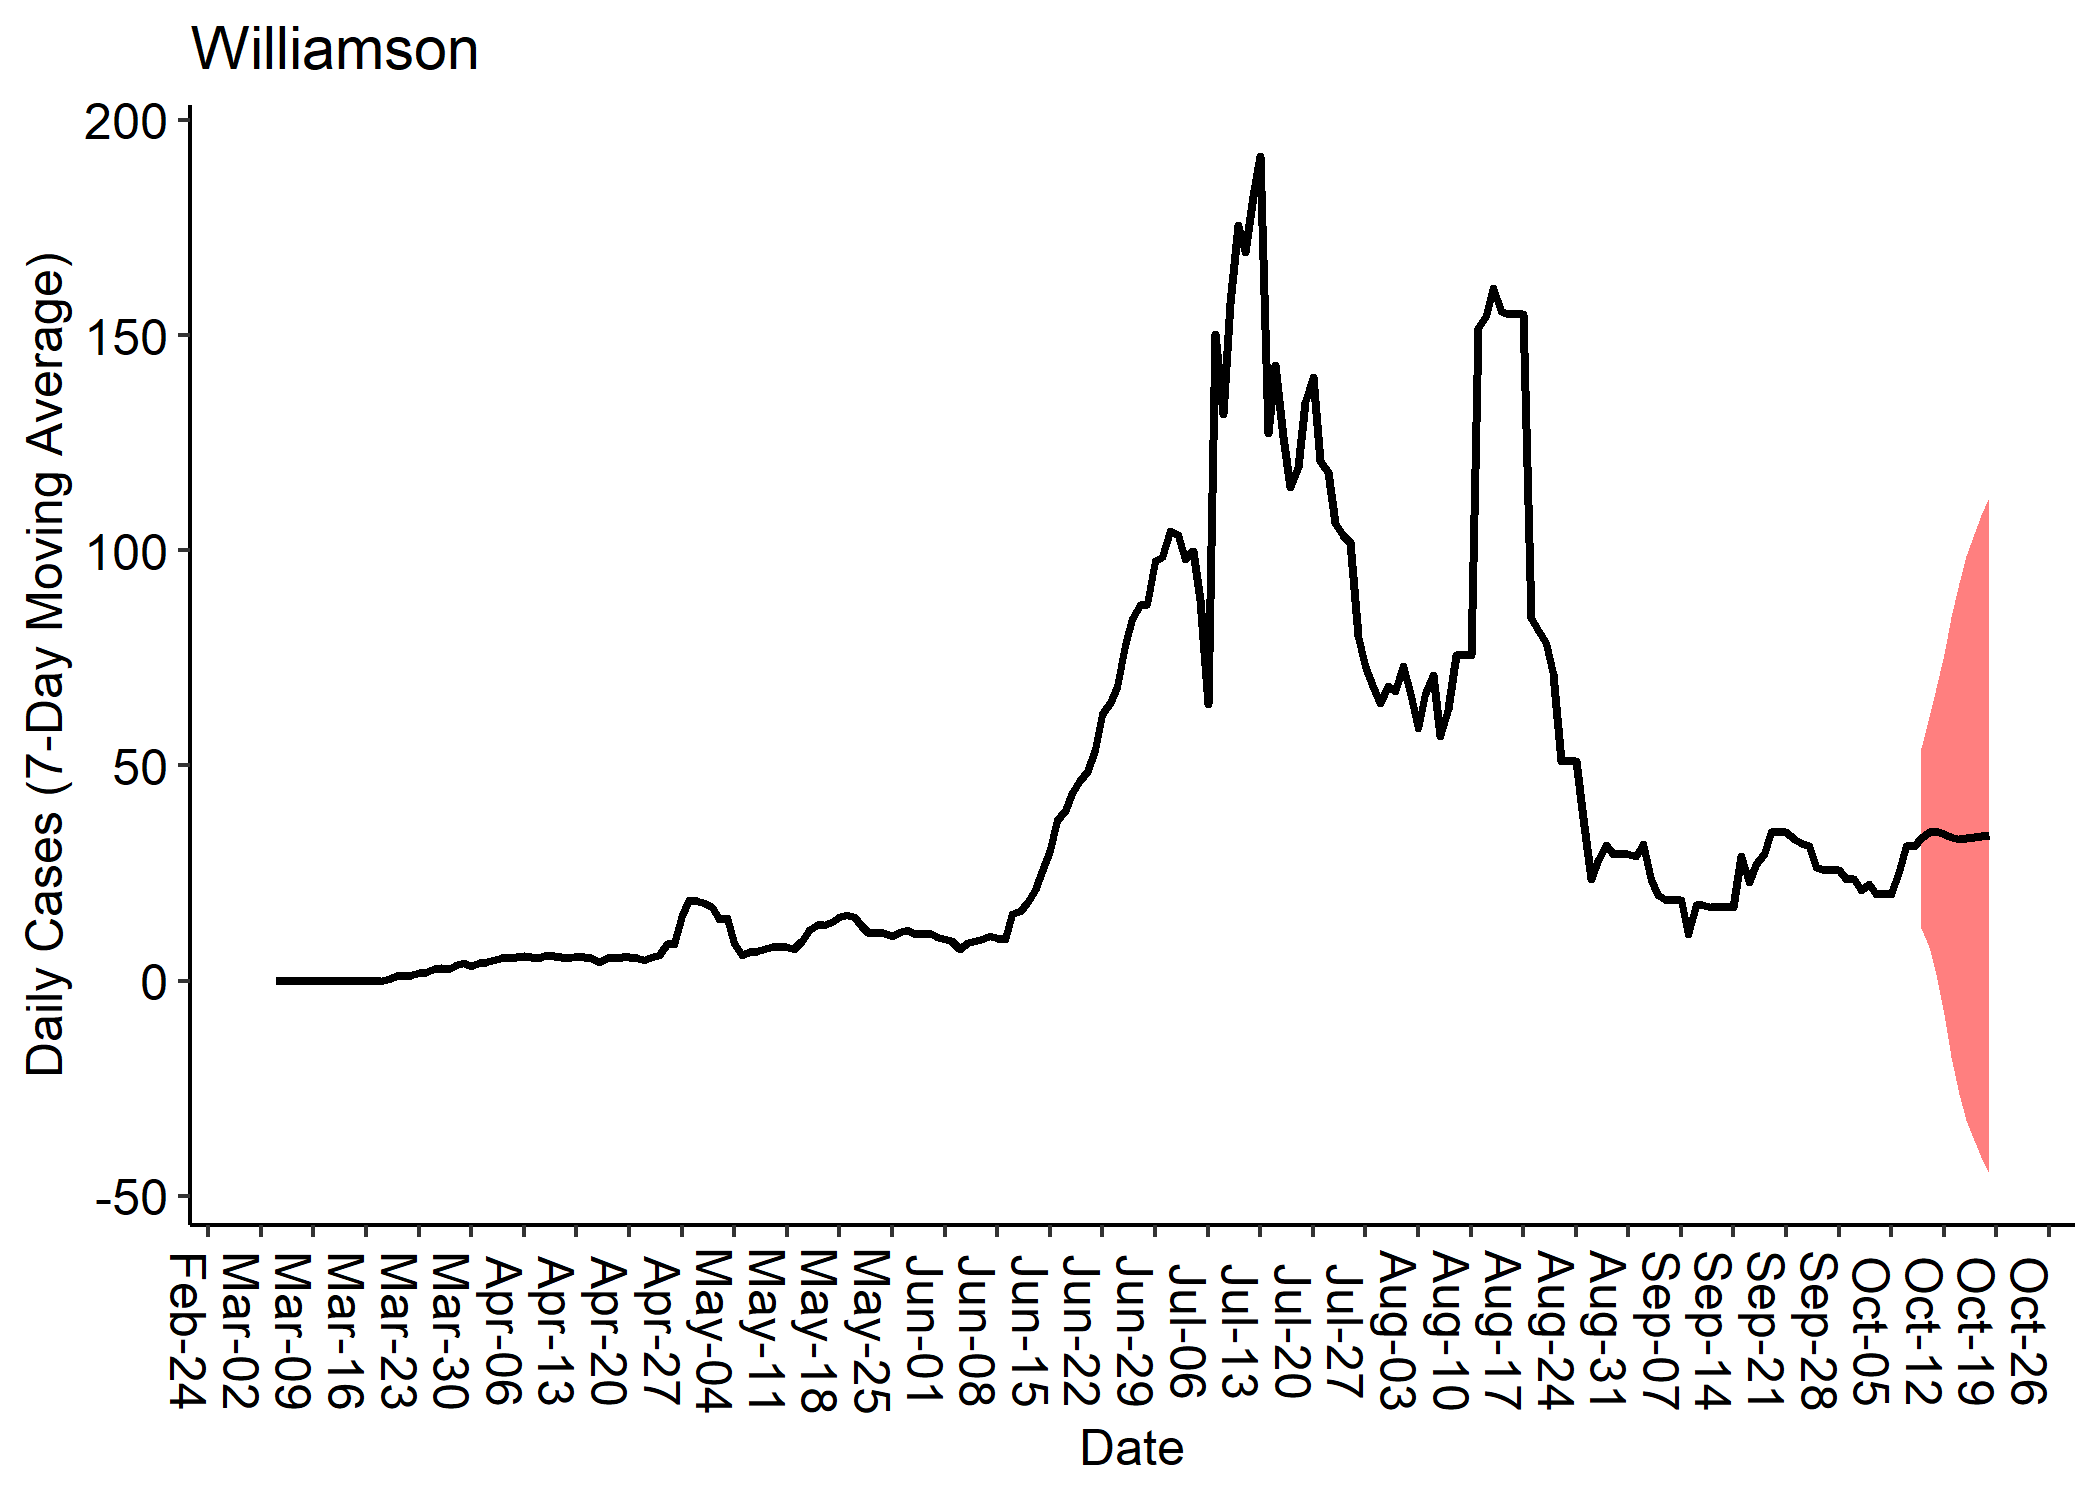 Williamson
Daily Cases (7-Day Moving Average)
200
150
100
50
0
-50
Feb-24
Mar-02
Mar-09
Mar-16
Mar-23
Mar-30
Apr-06
Apr-13
Apr-20
Apr-27
May-04
May-11
May-18
May-25
Jun-01
Jun-08
Jun-15
Jun-22
Jun-29
Jul-06
Jul-13
Jul-20
Jul-27
Aug-03
Aug-10
Aug-17
Aug-24
Aug-31
Sep-07
Sep-14
Sep-21
Sep-28
Oct-05
Oct-12
Oct-19
Oct-26
Date